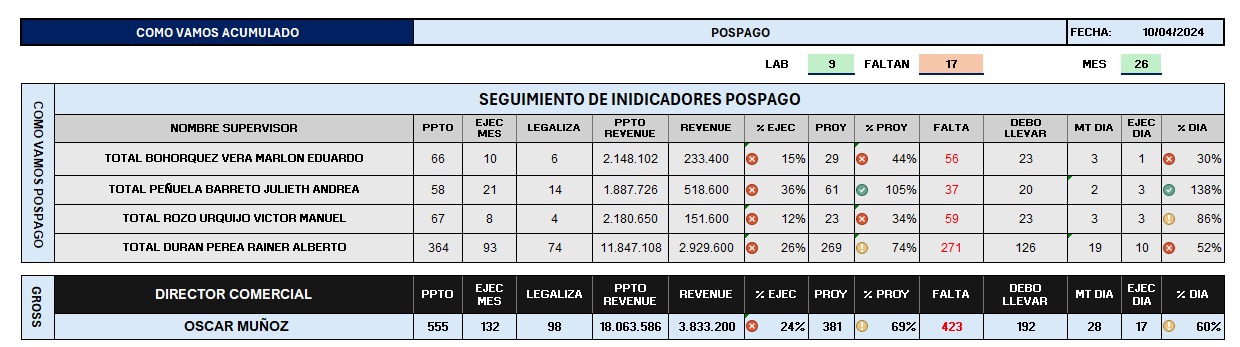 COMO VAMOS ACUMULADO POSPAGO FECHA: 10/04/2024
LAB 9 FALTAN 17 MES 26
COMO VAMOS POSPAGO
SEGUIMIENTO DE INIDICADORES POSPAGO
NOMBRE SUPERVISOR PPTO EJEC MES LEGALIZA PPTO REVENUE REVENUE % EJEC PROY % PROY FALTA DEBO LLEVAR MT DIA EJEC DIA % DIA
TOTAL BOHORQUEZ VERA MARLON EDUARDO 66 10 6 2.148.102 233.400 15% 29 44% 56 23 3 1 30%
TOTAL PEÑUELA BARRETO JULIETH ANDREA 58 21 14 1.887.726 518.600 36% 61 105% 37 20 2 3 138%
TOTAL ROZO URQUIJO VICTOR MANUEL 67 8 4 2.180.650 151.600 12% 23 34% 59 23 3 3 86%
TOTAL DURAN PEREA RAINER ALBERTO 364 93 74 11.847.108 2.929.600 26% 269 74% 271 126 19 10 52%
GROSS
DIRECTOR COMERCIAL PPTO EJEC MES LEGALIZA PPTO REVENUE REVENUE % EJEC PROY % PROY FALTA DEBO LLEVAR MT DIA EJEC DIA % DIA
OSCAR MUÑOZ 555 132 98 18.063.586 3.833.200 24% 381 69% 423 192 28 17 60%